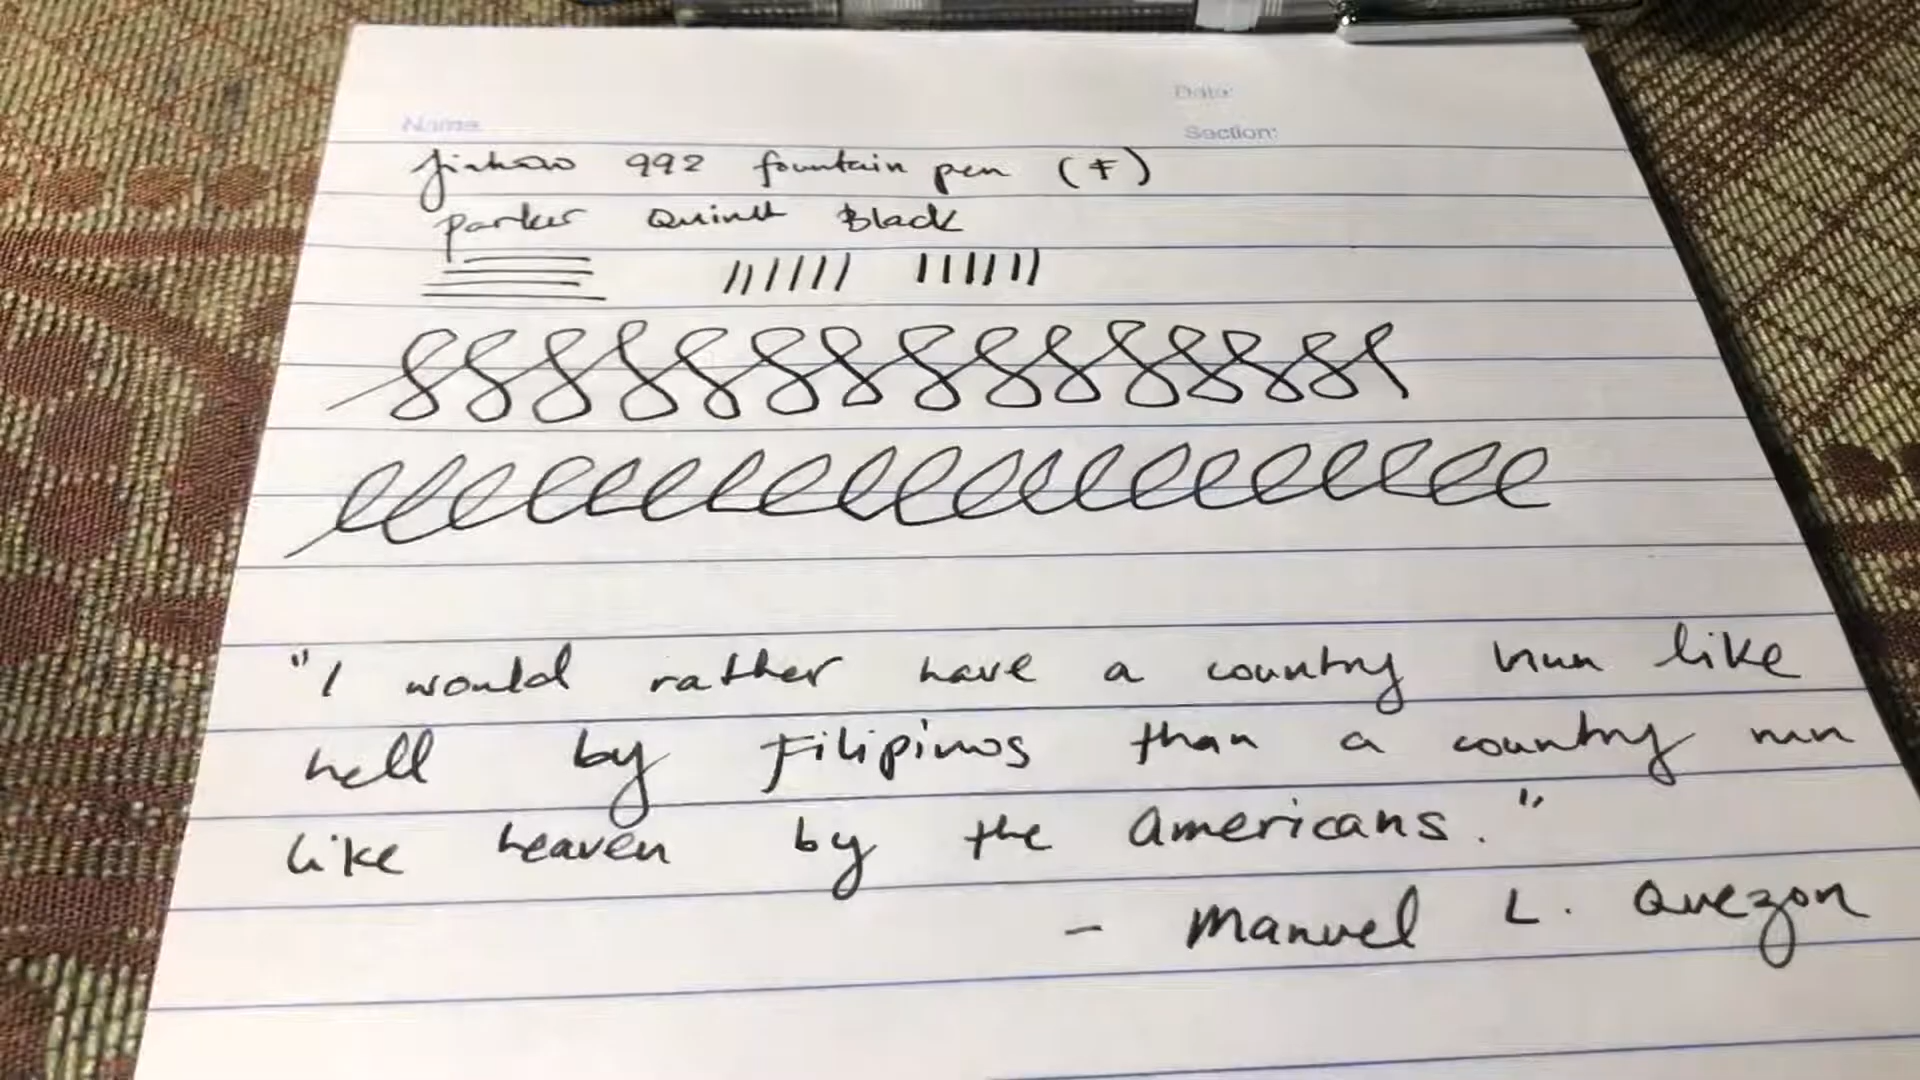 Date:
Name
Section:
Jinhao 992 fountain pen (F)
Parker Quink Black
"I would rather have a country run like
hell by Filipinos than a country run
like heaven by the Americans."
- Manuel L. Quezon